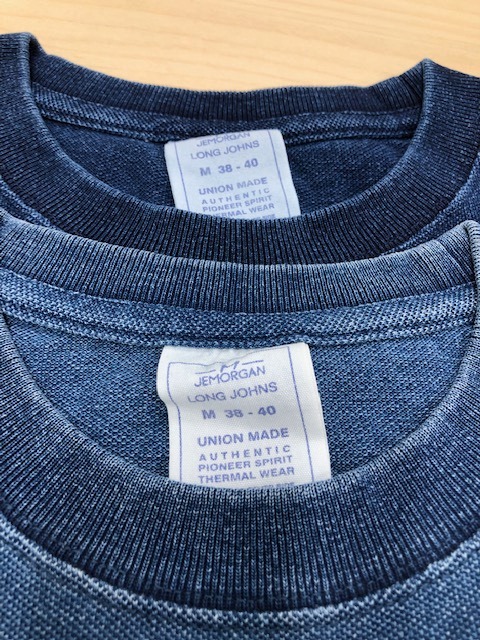 JEMORGAN
LONG JOHNS
M 38 - 40
UNION MADE
AUTHENTIC
PIONEER SPIRIT
THERMAL WEAR
JEMORGAN
LONG JOHNS
M 38 - 40
UNION MADE
AUTHENTIC
PIONEER SPIRIT
THERMAL WEAR